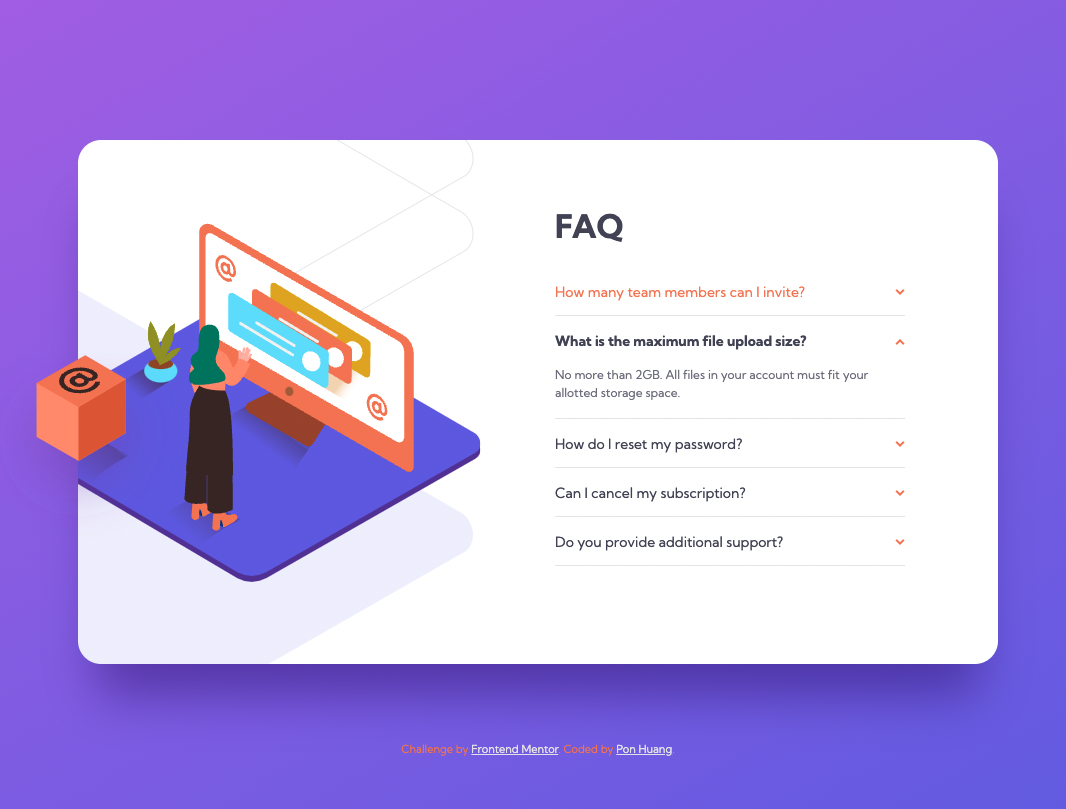 FAQ
How many team members can I invite?
What is the maximum file upload size?
No more than 2GB. All files in your account must fit your
allotted storage space.
How do I reset my password?
Can I cancel my subscription?
Do you provide additional support?
@
@
@
Challenge by Frontend Mentor. Coded by Pon Huang.